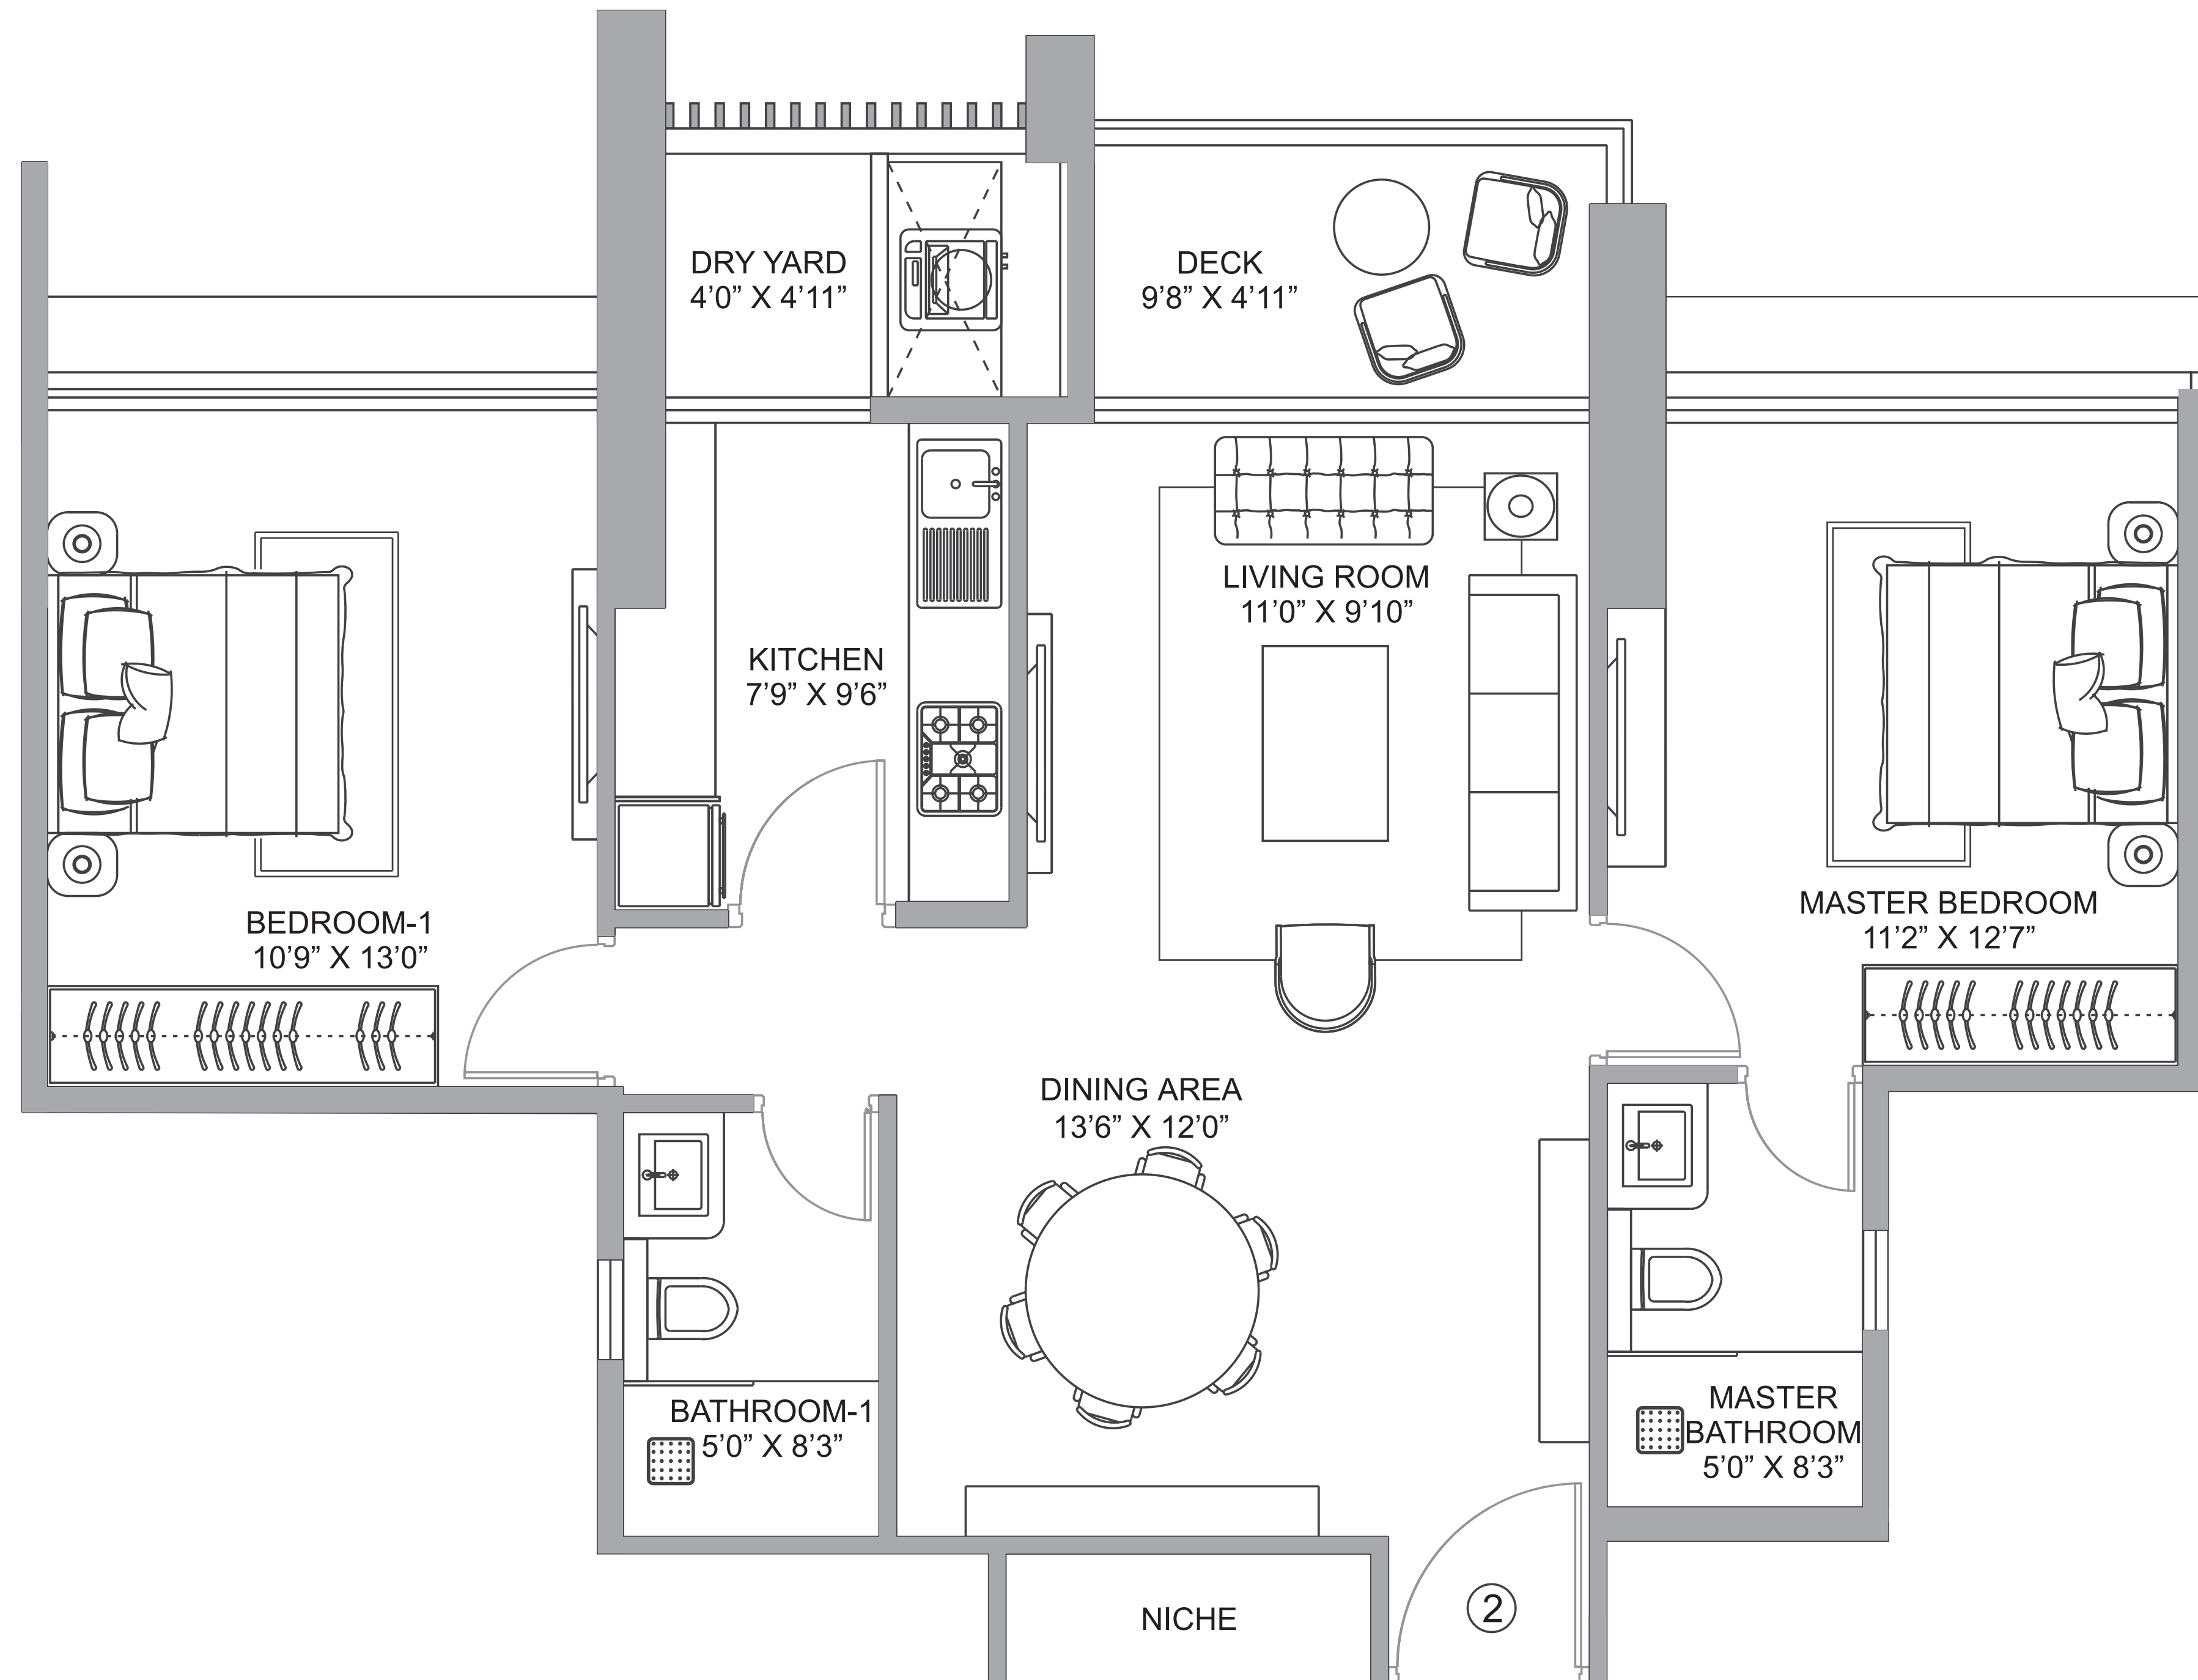 DRY YARD
4’0” X 4’11”
DECK
9’8” X 4’11”
LIVING ROOM
11’0” X 9’10”
KITCHEN
7’9” X 9’6”
BEDROOM-1
10’9” X 13’0”
MASTER BEDROOM
11’2” X 12’7”
DINING AREA
13’6” X 12’0”
BATHROOM-1
5’0” X 8’3”
MASTER
BATHROOM
5’0” X 8’3”
NICHE
2